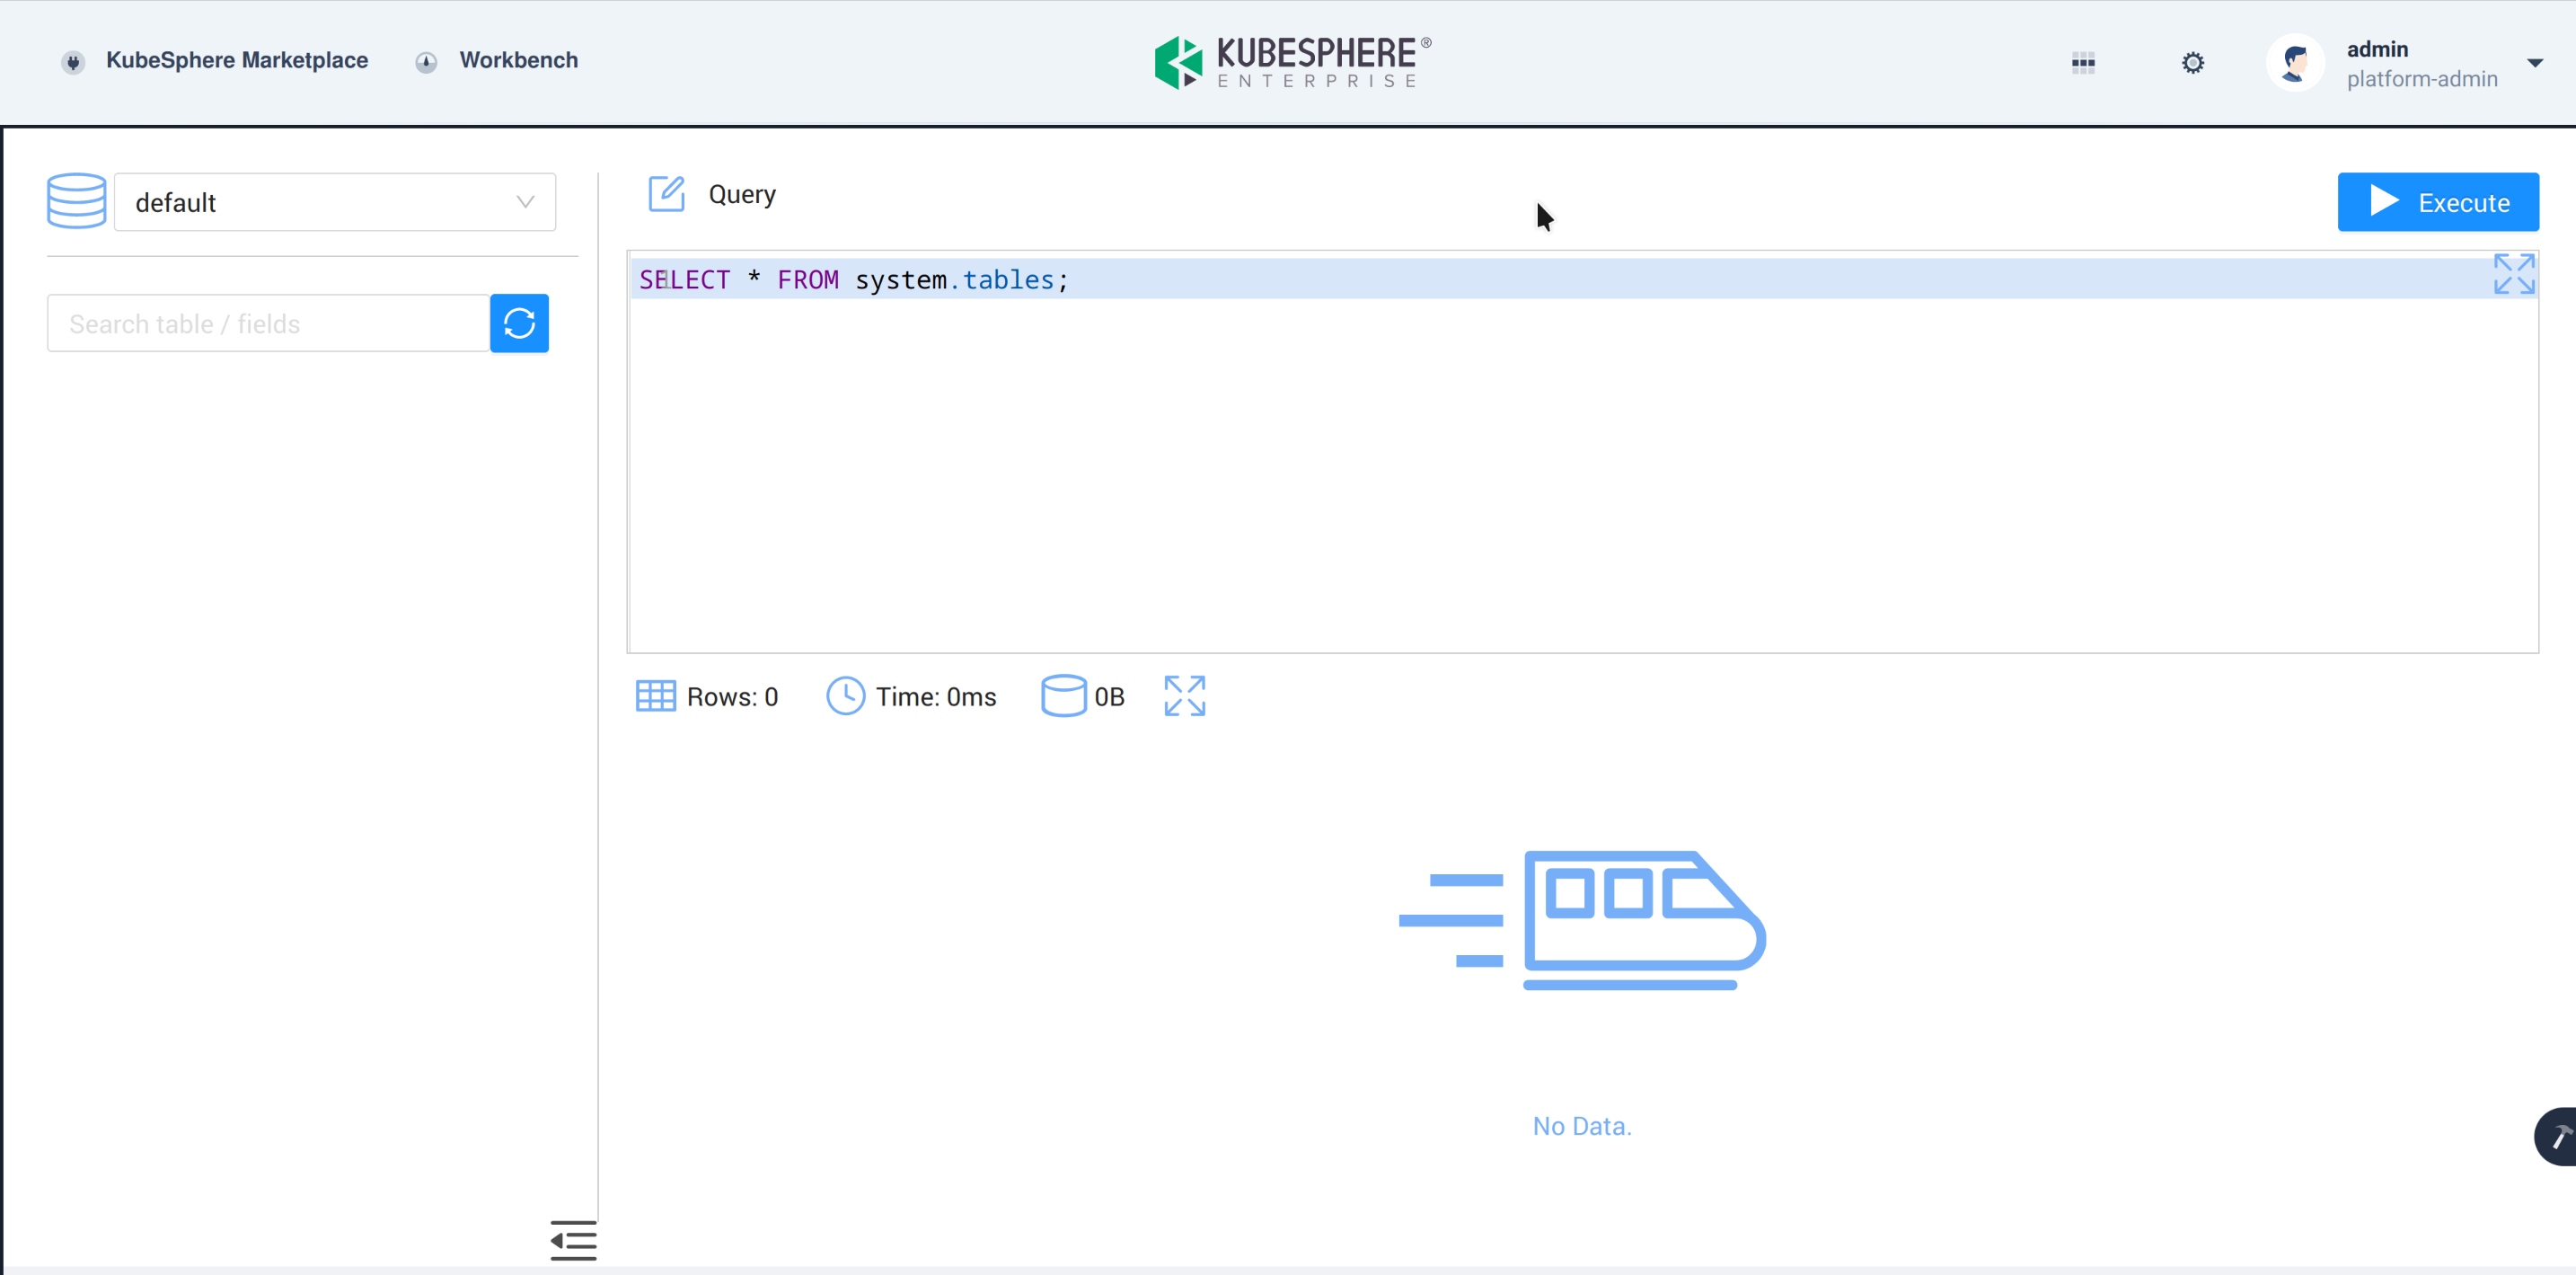 KubeSphere Marketplace
Workbench
KUBESPHERE®
ENTERPRISE
admin
platform-admin
default
Query
Execute
Search table / fields
SELECT * FROM system.tables;
Rows: 0
Time: 0ms
0B
No Data.